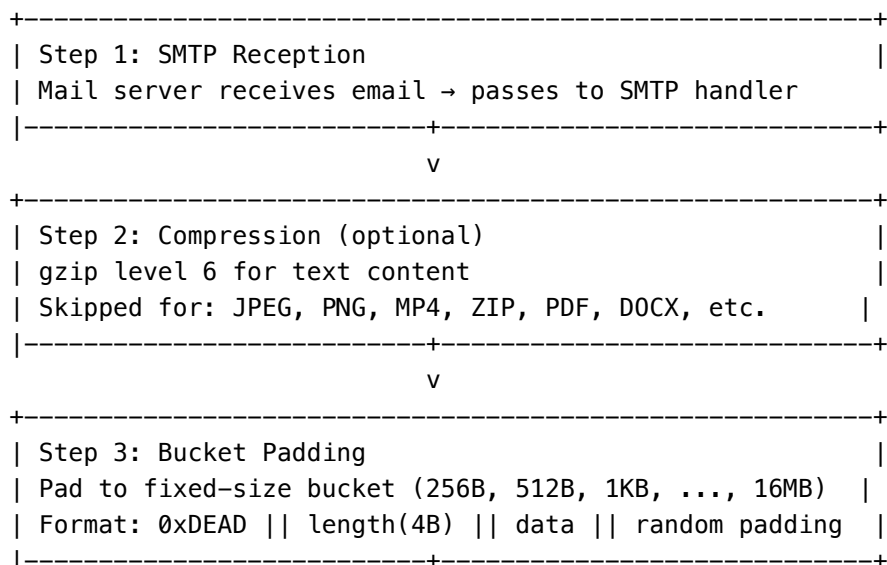 +---------------------------------------------------------+
| Step 1: SMTP Reception                                  |
| Mail server receives email → passes to SMTP handler
|---------------------------+-----------------------------+
                            v
+---------------------------------------------------------+
| Step 2: Compression (optional)                          |
| gzip level 6 for text content                           |
| Skipped for: JPEG, PNG, MP4, ZIP, PDF, DOCX, etc.      |
|---------------------------+-----------------------------+
                            v
+---------------------------------------------------------+
| Step 3: Bucket Padding                                  |
| Pad to fixed-size bucket (256B, 512B, 1KB, ..., 16MB)  |
| Format: 0xDEAD || length(4B) || data || random padding  |
|---------------------------+-----------------------------+